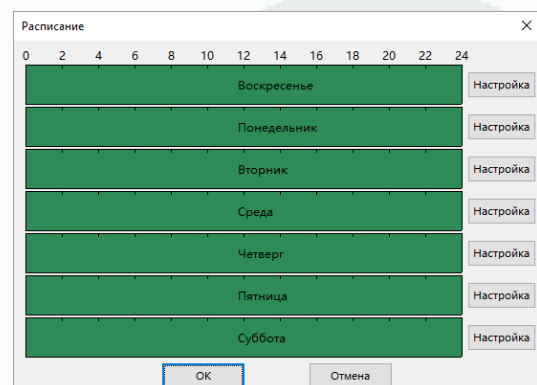 Расписание
0 2 4 6 8 10 12 14 16 18 20 22 24
Воскресенье Настройка
Понедельник Настройка
Вторник Настройка
Среда Настройка
Четверг Настройка
Пятница Настройка
Суббота Настройка
OK Отмена